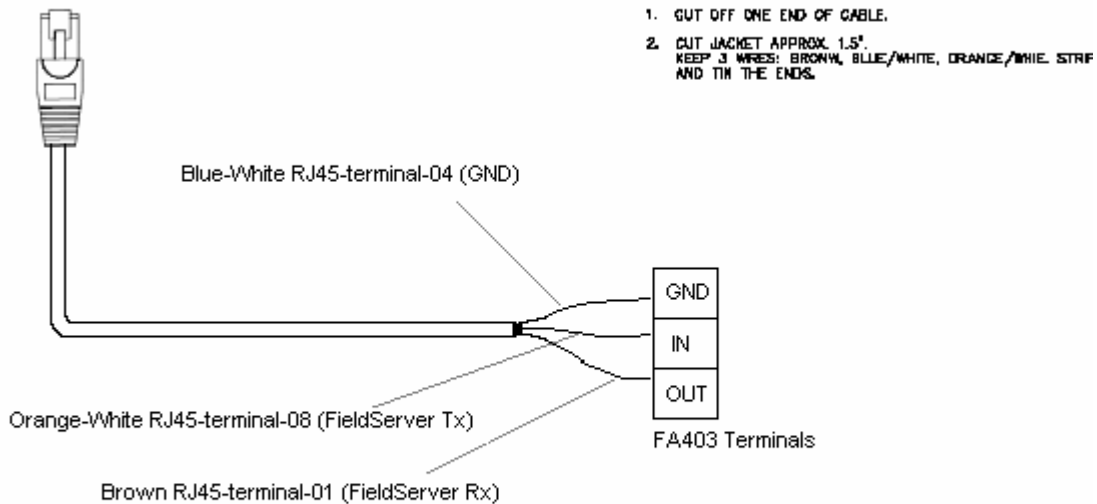 1. CUT OFF ONE END OF CABLE.
2. CUT JACKET APPROX. 1.5".
KEEP 3 WIRES: BRONW, BLUE/WHITE, ORANGE/WHIE. STRIP
AND TIN THE ENDS.
Blue-White RJ45-terminal-04 (GND)
GND
IN
OUT
Orange-White RJ45-terminal-08 (FieldServer Tx)
FA403 Terminals
Brown RJ45-terminal-01 (FieldServer Rx)